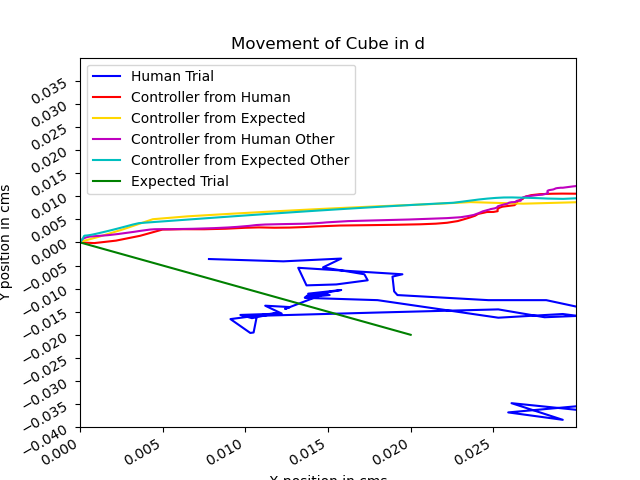 Movement of Cube in d
Human Trial
Controller from Human
Controller from Expected
Controller from Human Other
Controller from Expected Other
Expected Trial
Y position in cms
0.035
0.030
0.025
0.020
0.015
0.010
0.005
0.000
−0.005
−0.010
−0.015
−0.020
−0.025
−0.030
−0.035
−0.040
0.000
0.005
0.010
0.015
0.020
0.025
position in cms